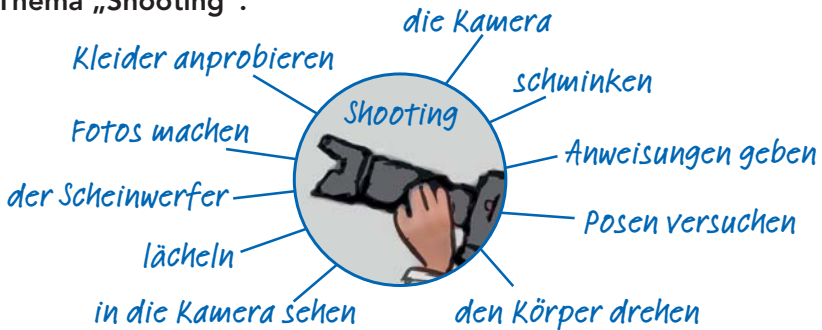 Thema „Shooting“.
die Kamera
Kleider anprobieren
schminken
Shooting
Fotos machen
Anweisungen geben
der Scheinwerfer
Posen versuchen
lächeln
in die Kamera sehen
den Körper drehen